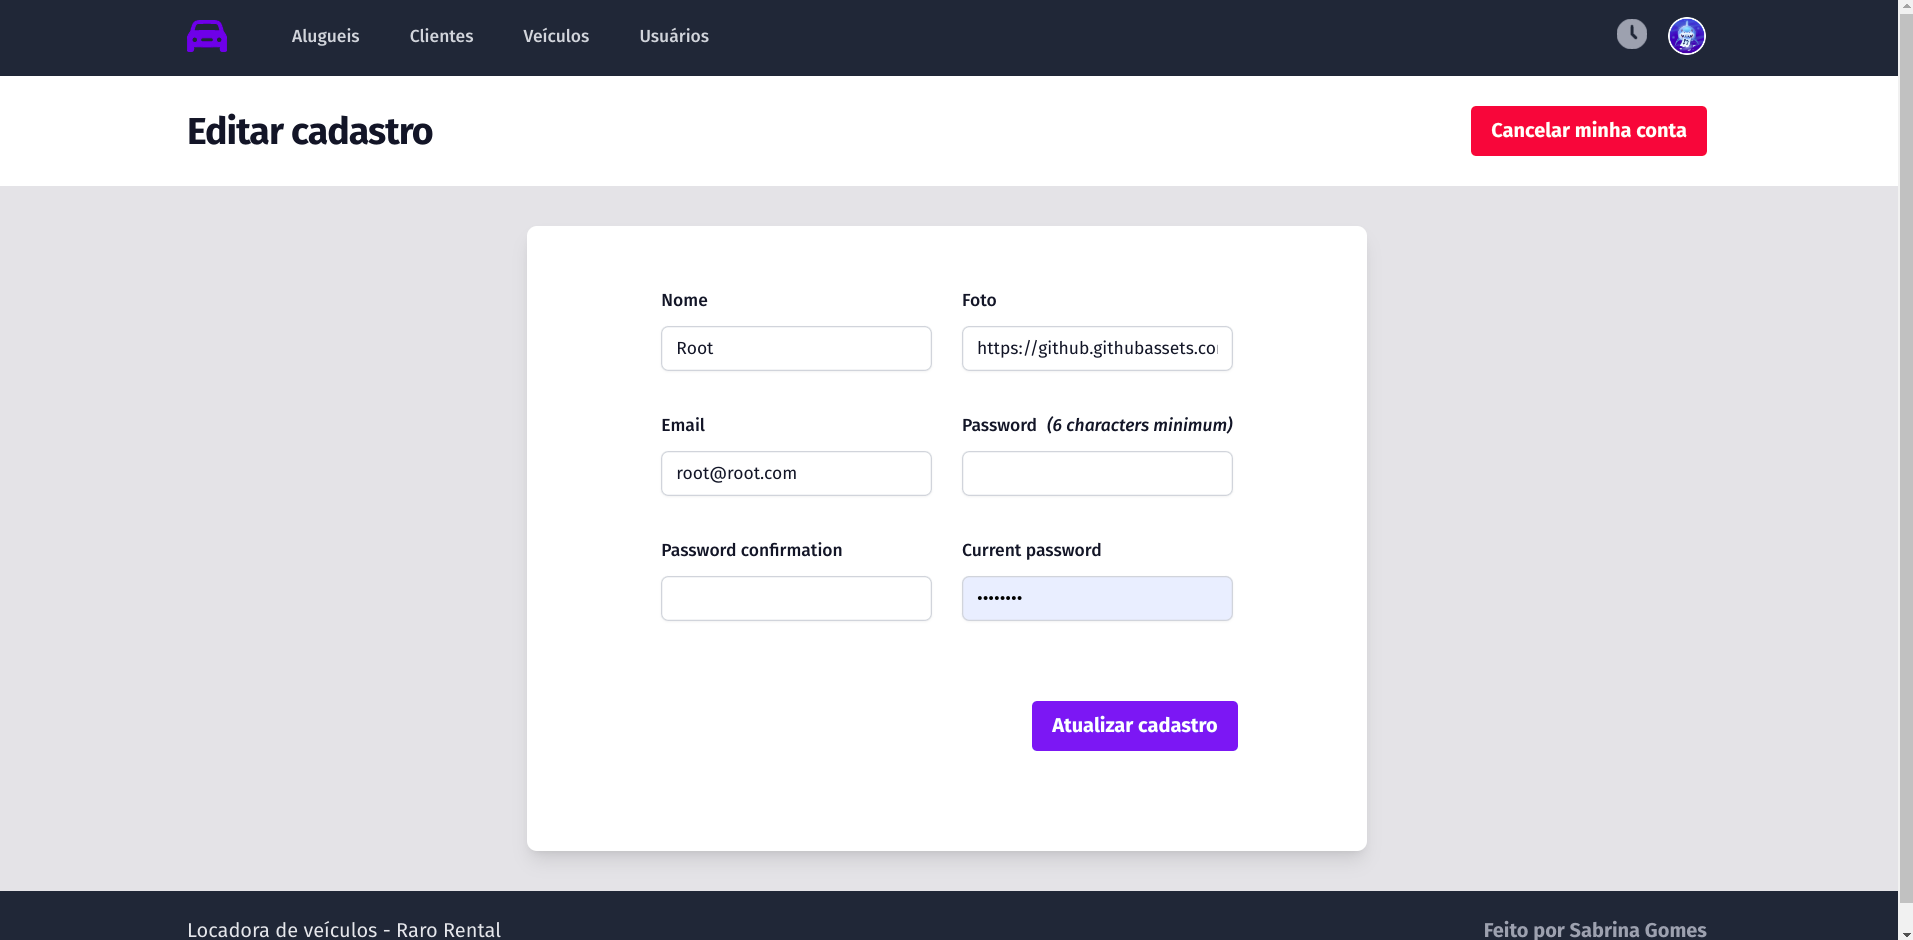 Alugueis Clientes Veículos Usuários
Editar cadastro
Cancelar minha conta
Nome Foto
Root https://github.githubassets.co
Email Password (6 characters minimum)
root@root.com
Password confirmation Current password
••••••••
Atualizar cadastro
Locadora de veículos - Raro Rental Feito por Sabrina Gomes